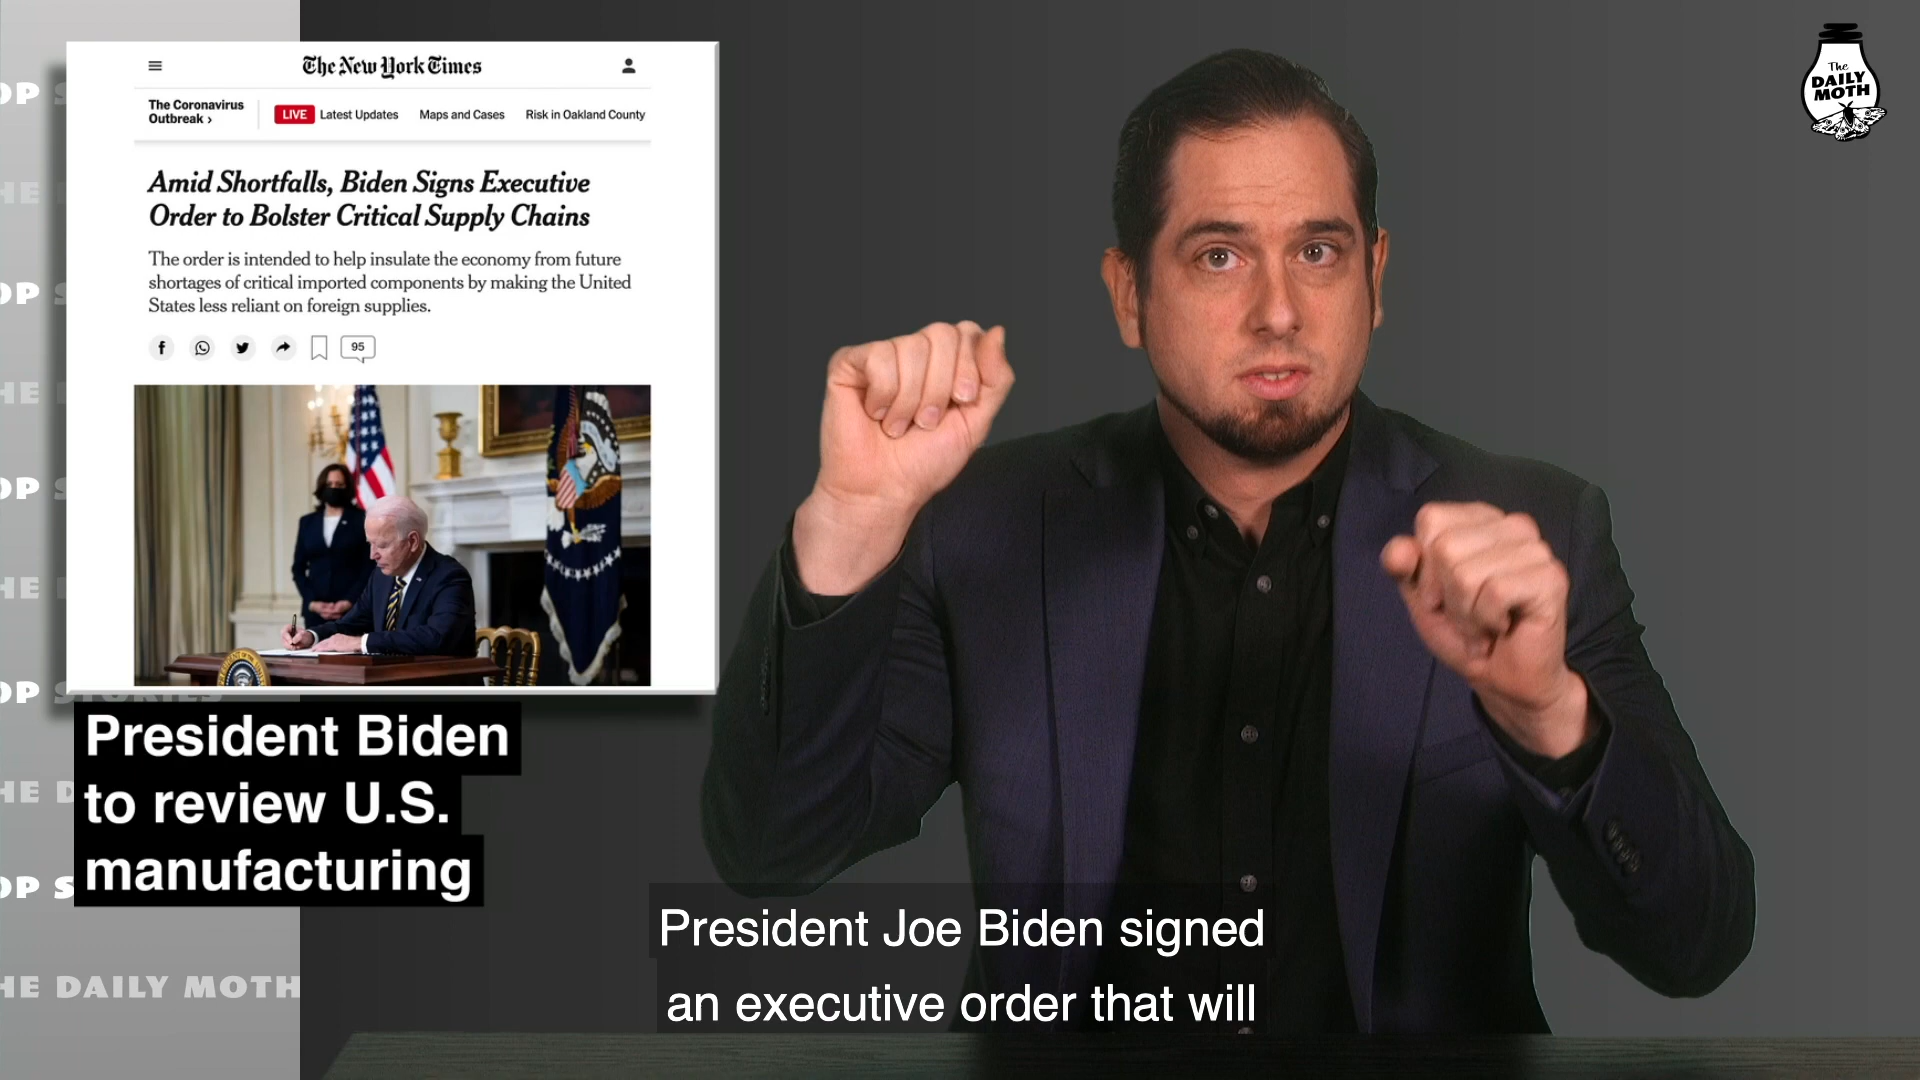 The New York Times
The Coronavirus
Outbreak ›
LIVE Latest Updates Maps and Cases Risk in Oakland County
Amid Shortfalls, Biden Signs Executive
Order to Bolster Critical Supply Chains
The order is intended to help insulate the economy from future
shortages of critical imported components by making the United
States less reliant on foreign supplies.
95
President Biden
to review U.S.
manufacturing
President Joe Biden signed
an executive order that will
The
DAILY
MOTH
HE DAILY MOTH